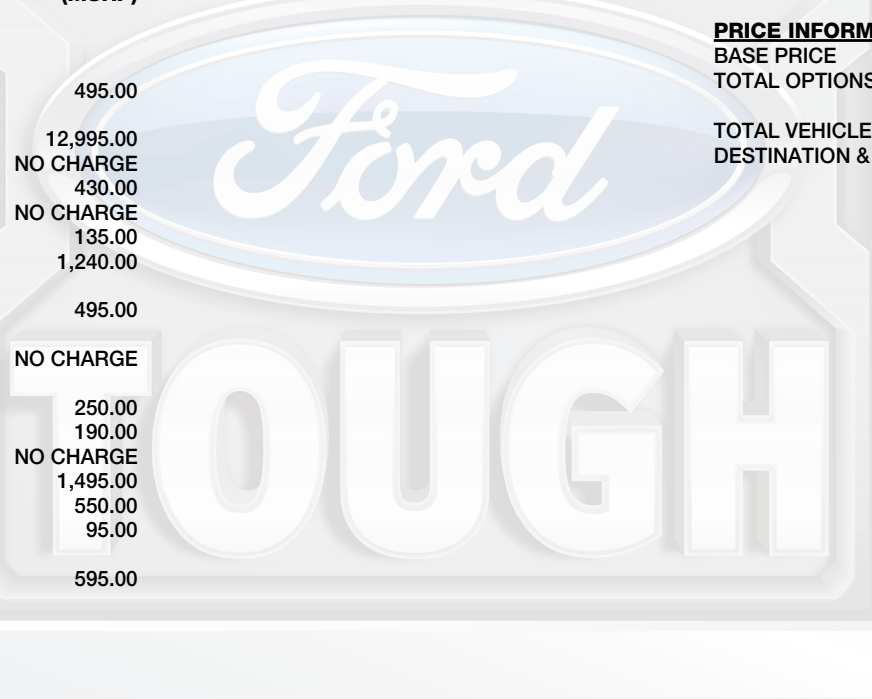 (MSRP)
495.00
12,995.00
NO CHARGE
430.00
NO CHARGE
135.00
1,240.00
495.00
NO CHARGE
250.00
190.00
NO CHARGE
1,495.00
550.00
95.00
595.00
PRICE INFORM
BASE PRICE
TOTAL OPTIONS
TOTAL VEHICLE
DESTINATION &
Ford
TOUGH